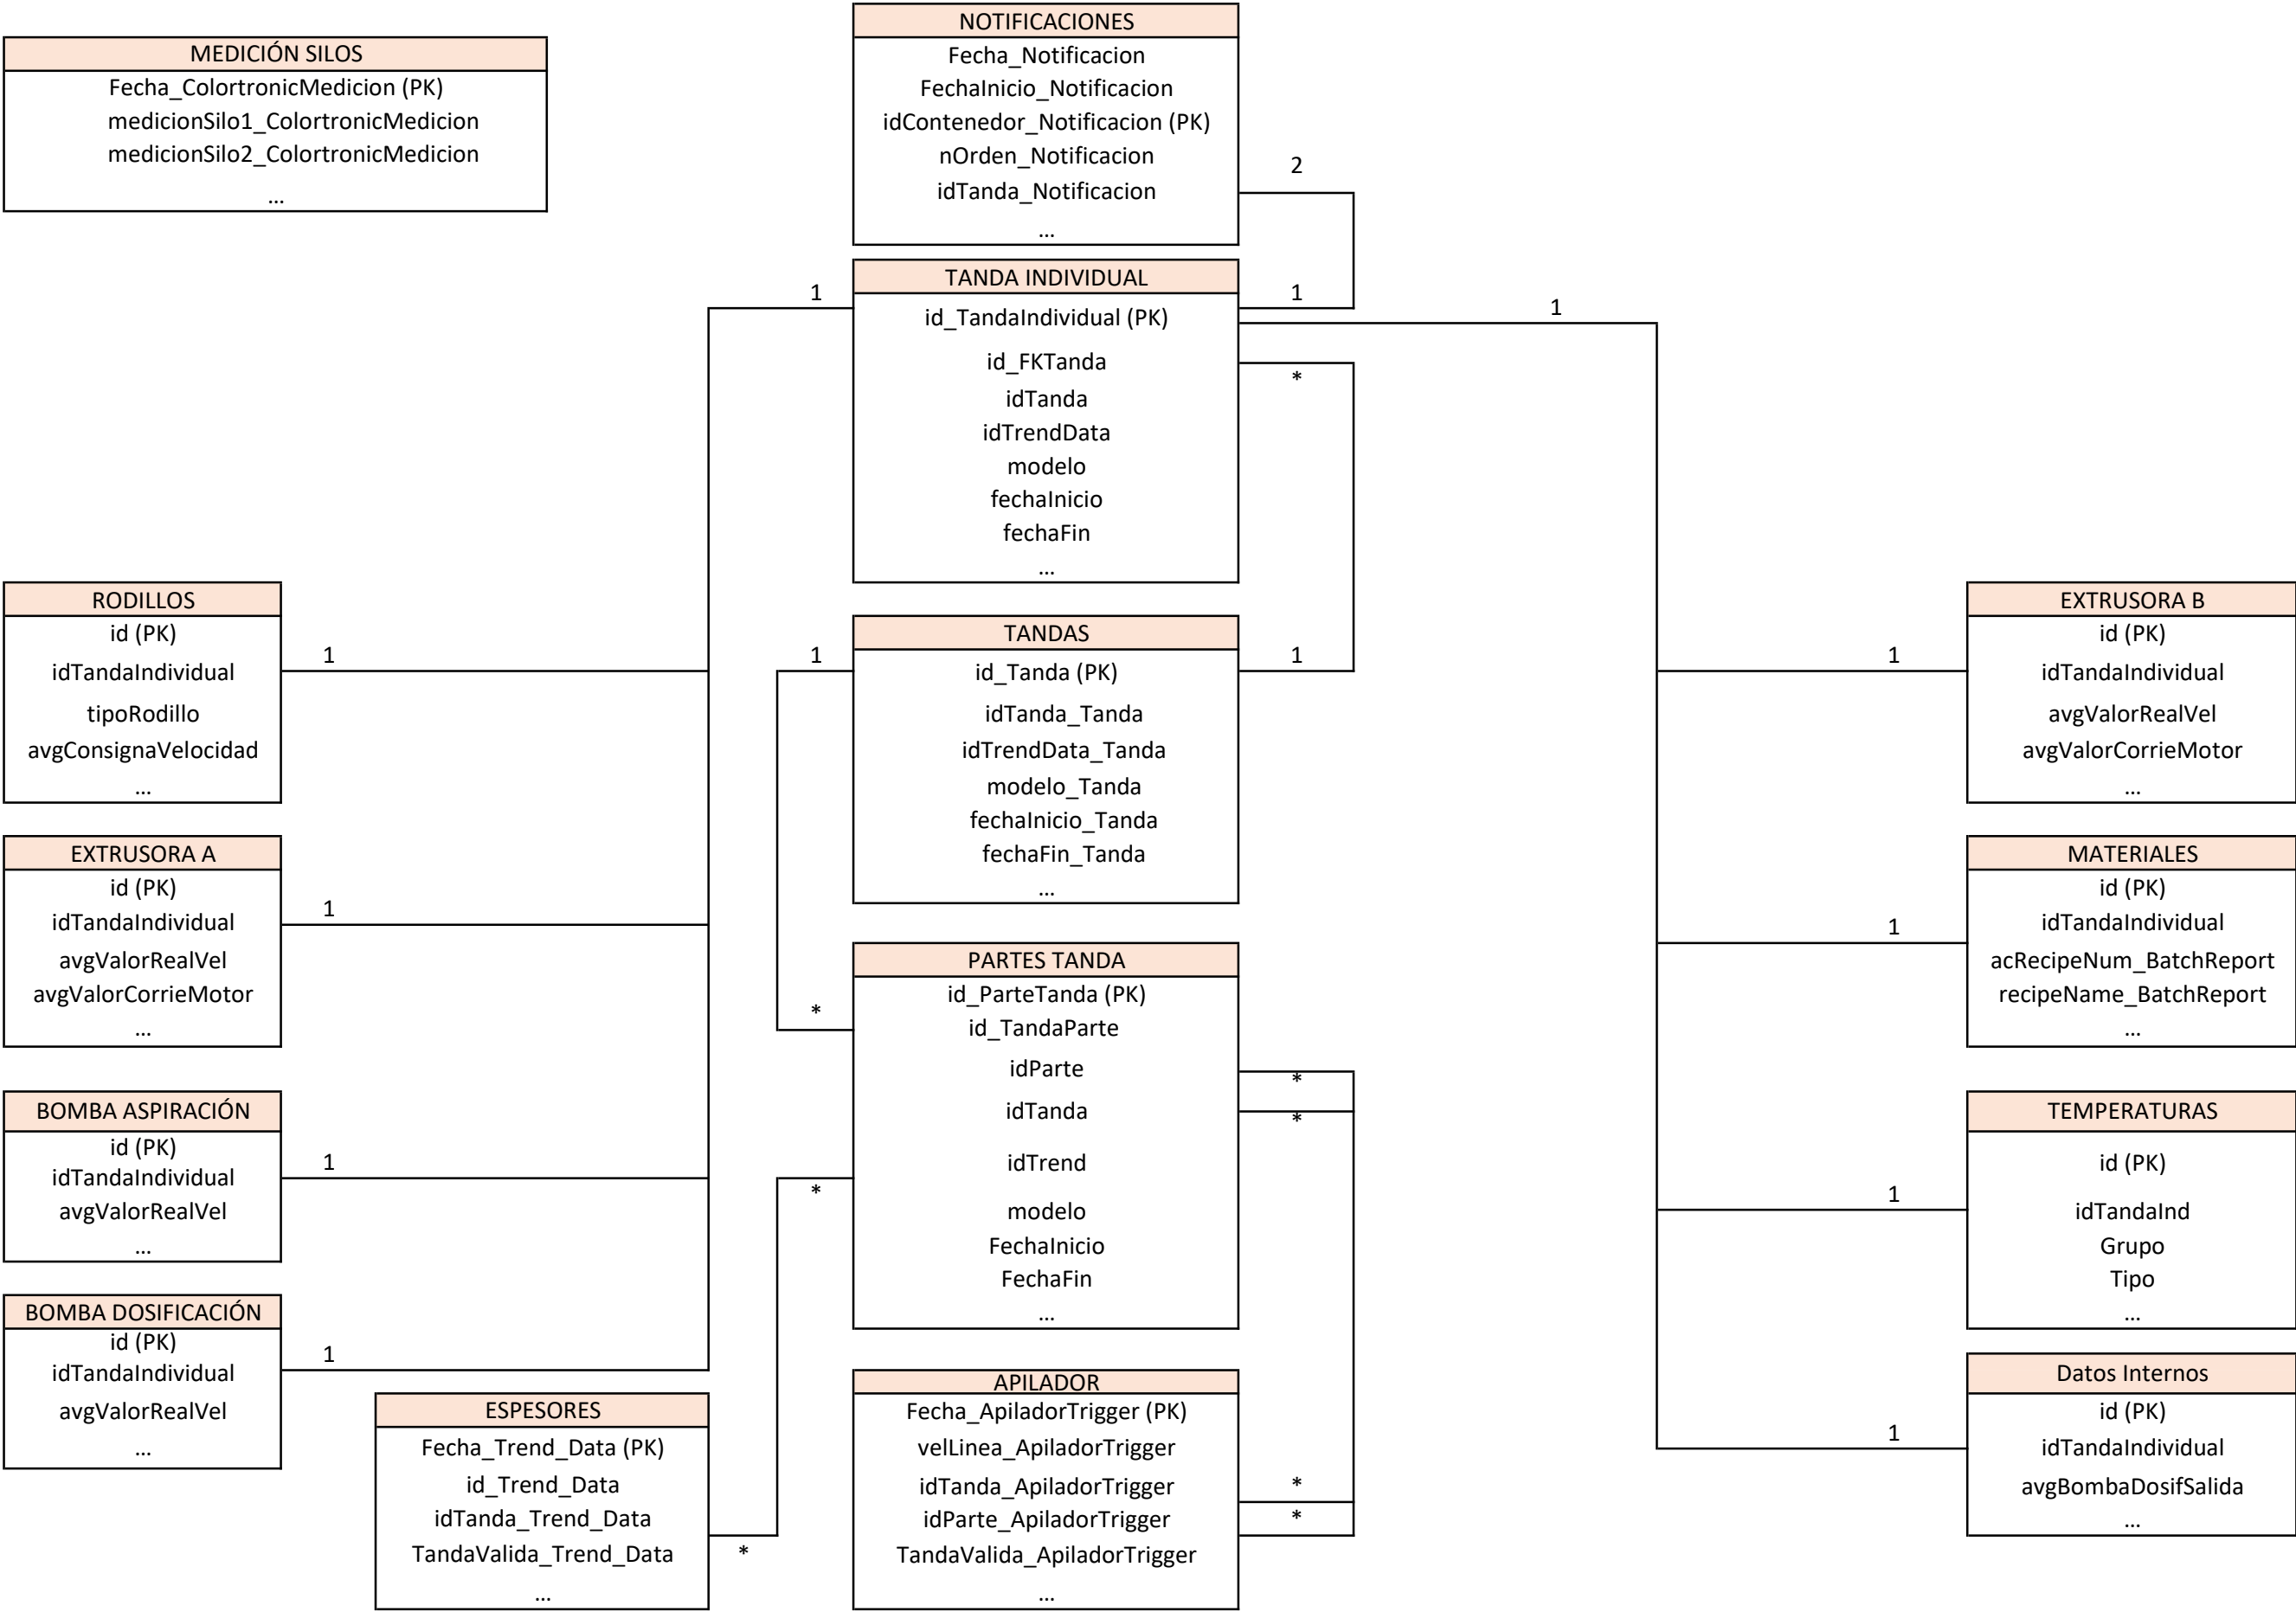 MEDICIÓN SILOS
Fecha_ColortronicMedicion (PK)
medicionSilo1_ColortronicMedicion
medicionSilo2_ColortronicMedicion
...
NOTIFICACIONES
Fecha_Notificacion
FechaInicio_Notificacion
idContenedor_Notificacion (PK)
nOrden_Notificacion
idTanda_Notificacion
...
2
TANDA INDIVIDUAL
id_TandaIndividual (PK)
id_FKTanda
idTanda
idTrendData
modelo
fechaInicio
fechaFin
...
1
1
1
*
RODILLOS
id (PK)
idTandaIndividual
tipoRodillo
avgConsignaVelocidad
...
1
TANDAS
id_Tanda (PK)
idTanda_Tanda
idTrendData_Tanda
modelo_Tanda
fechaInicio_Tanda
fechaFin_Tanda
...
1
1
EXTRUSORA B
id (PK)
idTandaIndividual
avgValorRealVel
avgValorCorrieMotor
...
1
EXTRUSORA A
id (PK)
idTandaIndividual
avgValorRealVel
avgValorCorrieMotor
...
1
PARTES TANDA
id_ParteTanda (PK)
id_TandaParte
idParte
idTanda
idTrend
modelo
FechaInicio
FechaFin
...
*
*
*
*
MATERIALES
id (PK)
idTandaIndividual
acRecipeNum_BatchReport
recipeName_BatchReport
...
1
BOMBA ASPIRACIÓN
id (PK)
idTandaIndividual
avgValorRealVel
...
1
TEMPERATURAS
id (PK)
idTandaInd
Grupo
Tipo
...
1
BOMBA DOSIFICACIÓN
id (PK)
idTandaIndividual
avgValorRealVel
...
1
ESPESORES
Fecha_Trend_Data (PK)
id_Trend_Data
idTanda_Trend_Data
TandaValida_Trend_Data
...
*
APILADOR
Fecha_ApiladorTrigger (PK)
velLinea_ApiladorTrigger
idTanda_ApiladorTrigger
idParte_ApiladorTrigger
TandaValida_ApiladorTrigger
...
*
*
Datos Internos
id (PK)
idTandaIndividual
avgBombaDosifSalida
...
1